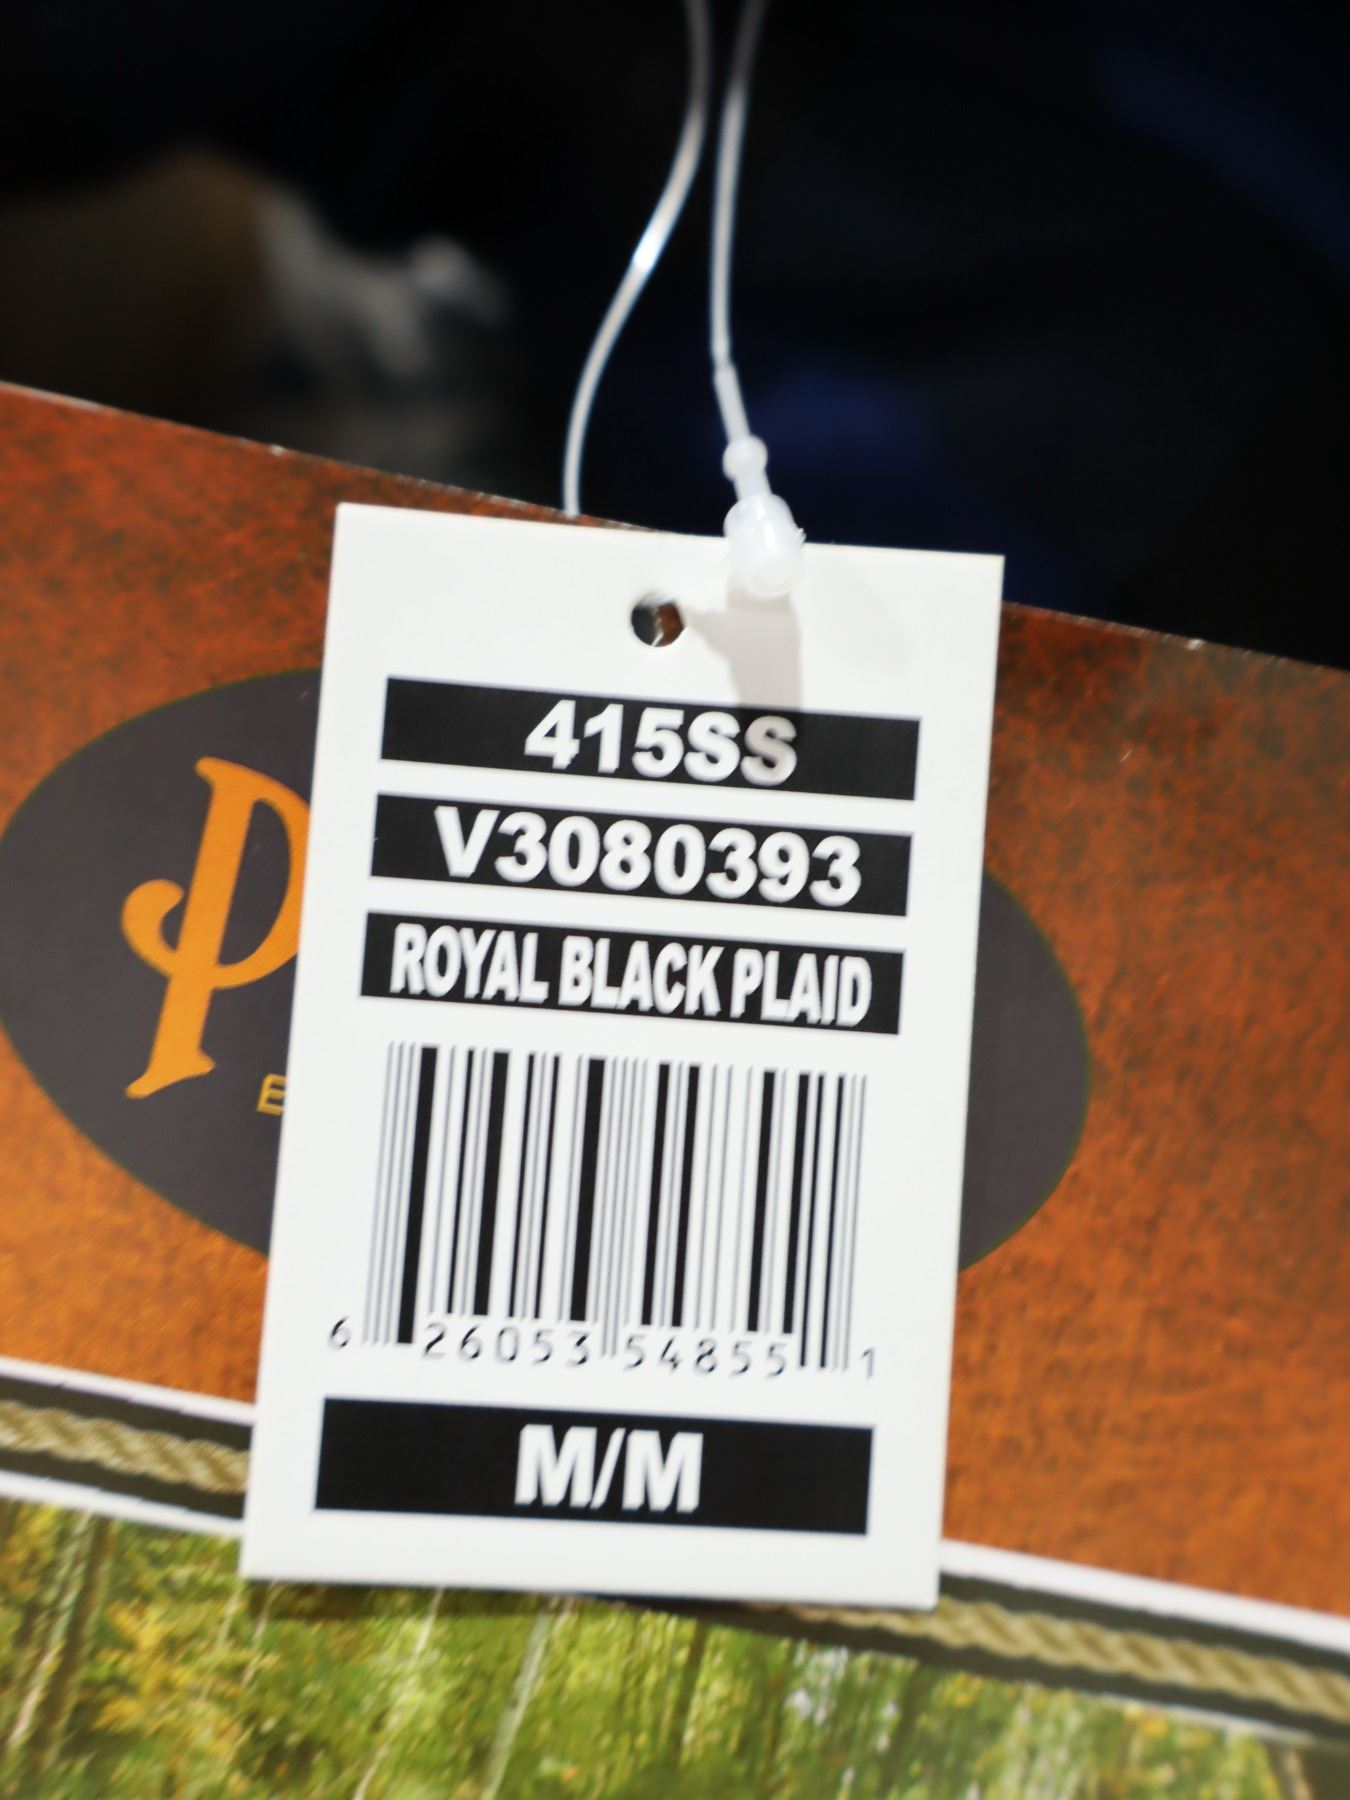 415SS
V3080393
ROYAL BLACK PLAID
6 26053 54855 1
M/M
P
E